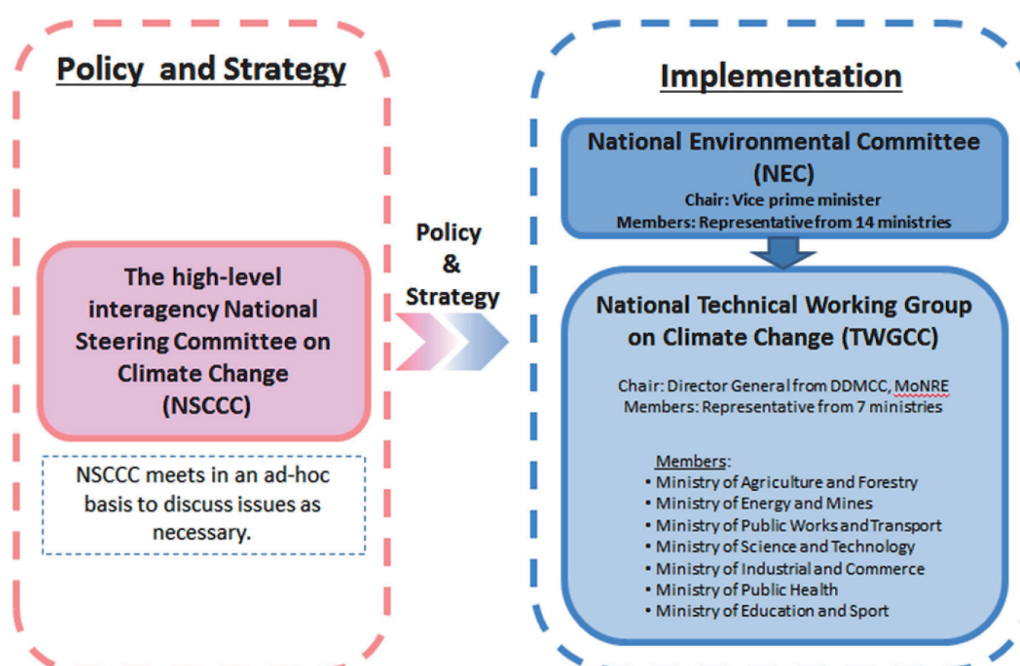 Policy and Strategy
The high-level
interagency National
Steering Committee on
Climate Change
(NSCCC)
NSCCC meets in an ad-hoc
basis to discuss issues as
necessary.
Policy
&
Strategy
Implementation
National Environmental Committee
(NEC)
Chair: Vice prime minister
Members: Representative from 14 ministries
National Technical Working Group
on Climate Change (TWGCC)
Chair: Director General from DDMCC, MoNRE
Members: Representative from 7 ministries
Members:
• Ministry of Agriculture and Forestry
• Ministry of Energy and Mines
• Ministry of Public Works and Transport
• Ministry of Science and Technology
• Ministry of Industrial and Commerce
• Ministry of Public Health
• Ministry of Education and Sport